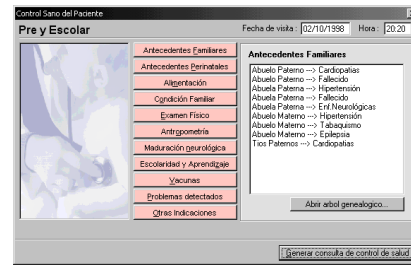 Control Sano del Paciente
Pre y Escolar
Fecha de visita : 02/10/1998 Hora : 20:20
Antecedentes Familiares
Antecedentes Perinatales
Alimentación
Condición Familiar
Examen Físico
Antropometría
Maduración neurológica
Escolaridad y Aprendizaje
Vacunas
Problemas detectados
Otras Indicaciones
Antecedentes Familiares
Abuelo Paterno ---> Cardiopatias
Abuelo Paterno ---> Fallecido
Abuela Paterna ---> Hipertensión
Abuela Paterna ---> Fallecido
Abuela Paterna ---> Enf.Neurológicas
Abuelo Materno ---> Hipertensión
Abuelo Materno ---> Tabaquismo
Abuelo Materno ---> Epilepsia
Tios Paternos ---> Cardiopatias
Abrir arbol genealogico...
Generar consulta de control de salud